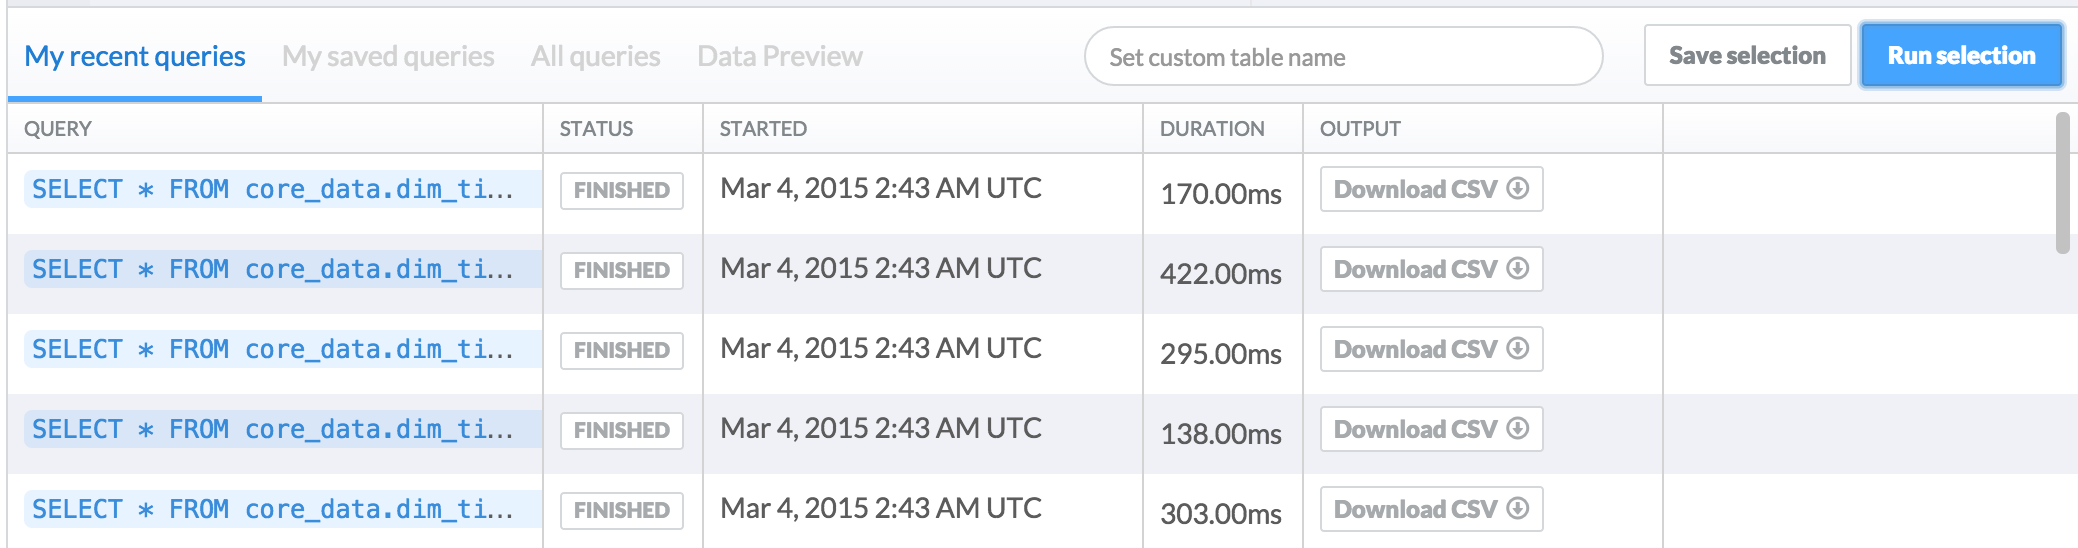 My recent queries My saved queries All queries Data Preview Set custom table name Save selection Run selection
QUERY STATUS STARTED DURATION OUTPUT
SELECT * FROM core_data.dim_ti... FINISHED Mar 4, 2015 2:43 AM UTC 170.00ms Download CSV
SELECT * FROM core_data.dim_ti... FINISHED Mar 4, 2015 2:43 AM UTC 422.00ms Download CSV
SELECT * FROM core_data.dim_ti... FINISHED Mar 4, 2015 2:43 AM UTC 295.00ms Download CSV
SELECT * FROM core_data.dim_ti... FINISHED Mar 4, 2015 2:43 AM UTC 138.00ms Download CSV
SELECT * FROM core_data.dim_ti... FINISHED Mar 4, 2015 2:43 AM UTC 303.00ms Download CSV